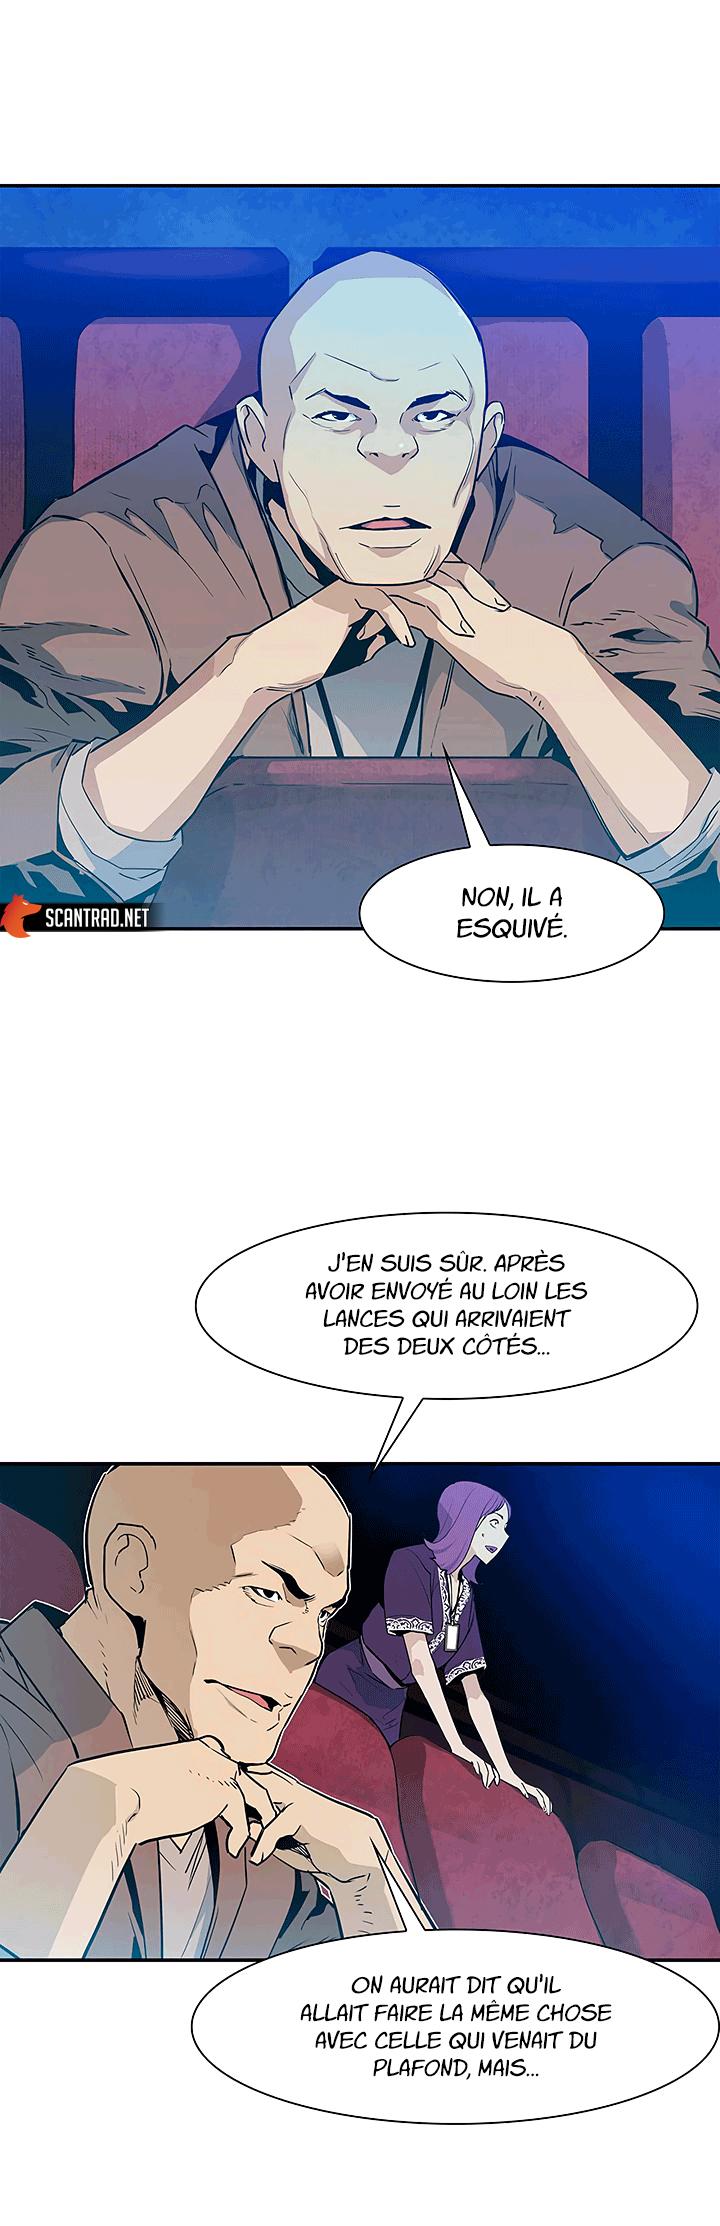 SCANTRAD.NET
NON, IL A
ESQUIVÉ.
J'EN SUIS SÛR. APRÈS
AVOIR ENVOYÉ AU LOIN LES
LANCES QUI ARRIVAIENT
DES DEUX CÔTÉS...
ON AURAIT DIT QU'IL
ALLAIT FAIRE LA MÊME CHOSE
AVEC CELLE QUI VENAIT DU
PLAFOND, MAIS...